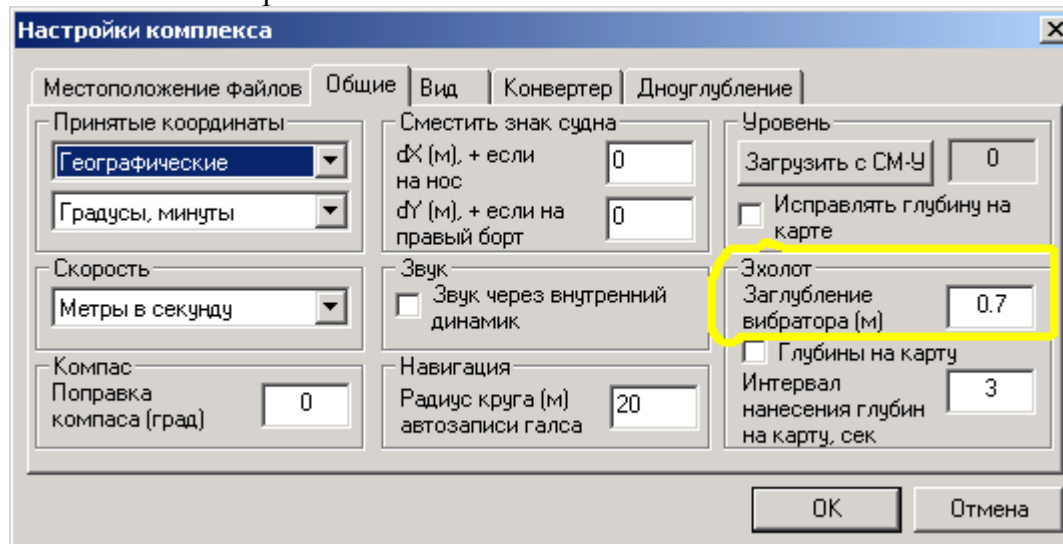 Настройки комплекса
Местоположение файлов
Общие
Вид
Конвертер
Дноуглубление
Принятые координаты
Географические
Градусы, минуты
Скорость
Метры в секунду
Компас
Поправка
компаса (град)
0
Сместить знак судна
dX (м), + если
на нос
0
dY (м), + если на
правый борт
0
Звук
Звук через внутренний
динамик
Навигация
Радиус круга (м)
автозаписи галса
20
Уровень
Загрузить с СМ-У
0
Исправлять глубину на
карте
Эхолот
Заглубление
вибратора (м)
0.7
Глубины на карту
Интервал
нанесения глубин
на карту, сек
3
OK
Отмена